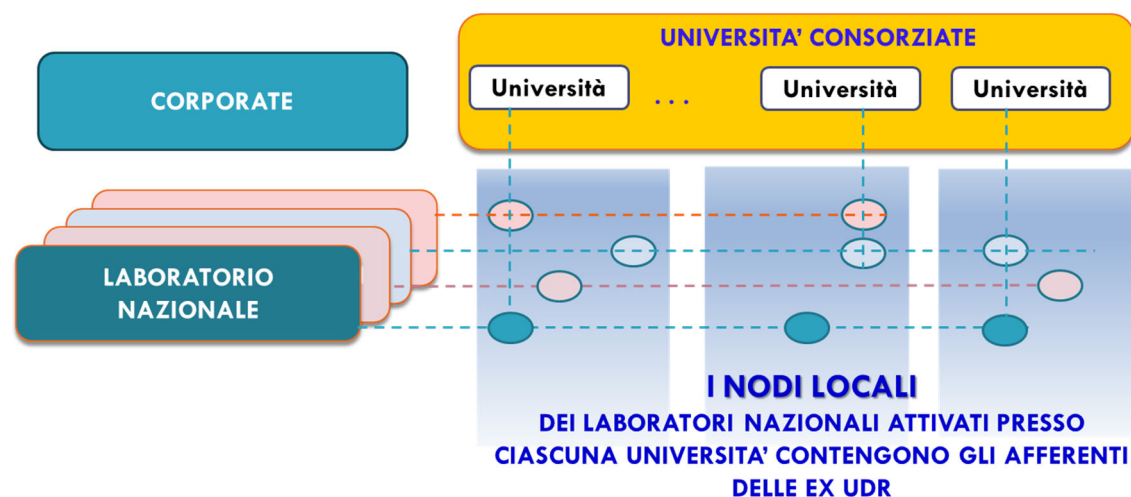 UNIVERSITA' CONSORZIATE
CORPORATE
Università
. . .
Università
Università
LABORATORIO
NAZIONALE
I NODI LOCALI
DEI LABORATORI NAZIONALI ATTIVATI PRESSO
CIASCUNA UNIVERSITA' CONTENGONO GLI AFFERENTI
DELLE EX UDR